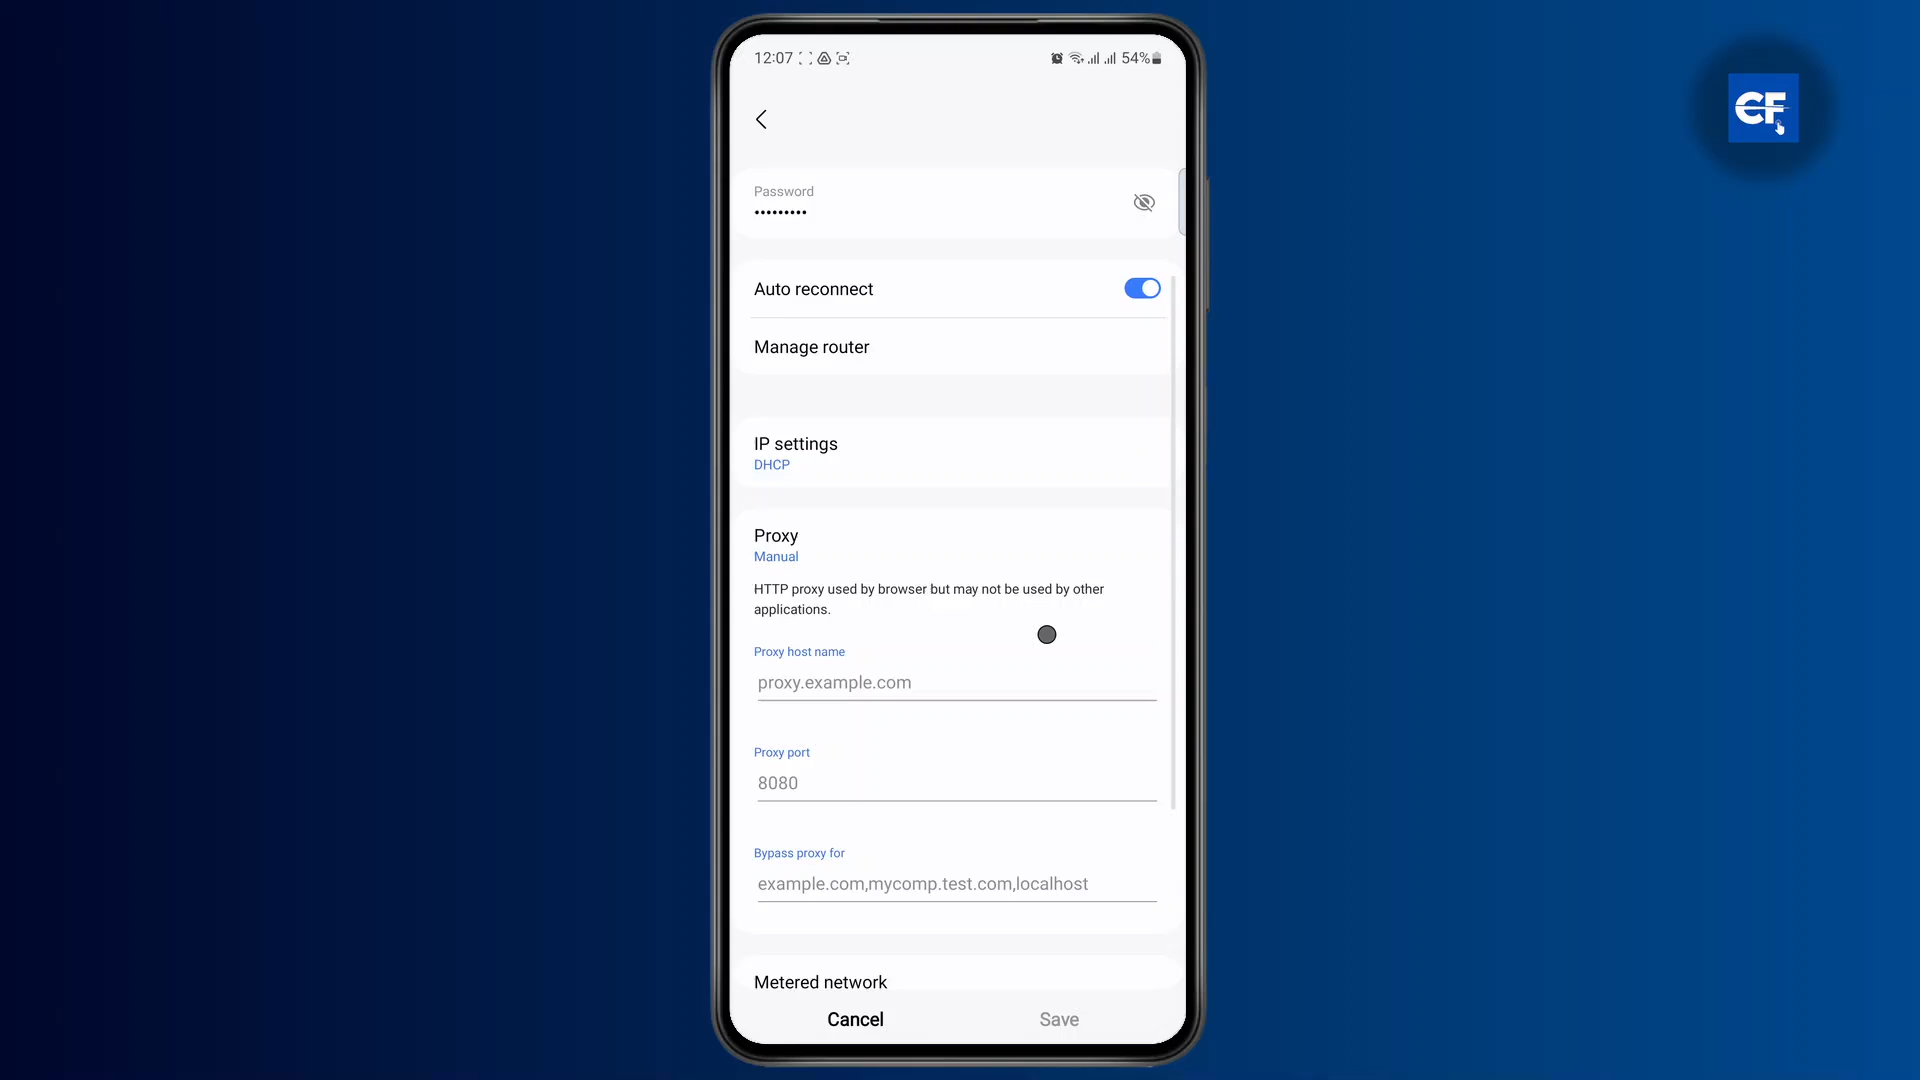 12:07
54%
CF
Password
•••••••••
Auto reconnect
Manage router
IP settings
DHCP
Proxy
Manual
HTTP proxy used by browser but may not be used by other
applications.
Proxy host name
proxy.example.com
Proxy port
8080
Bypass proxy for
example.com,mycomp.test.com,localhost
Metered network
Cancel
Save